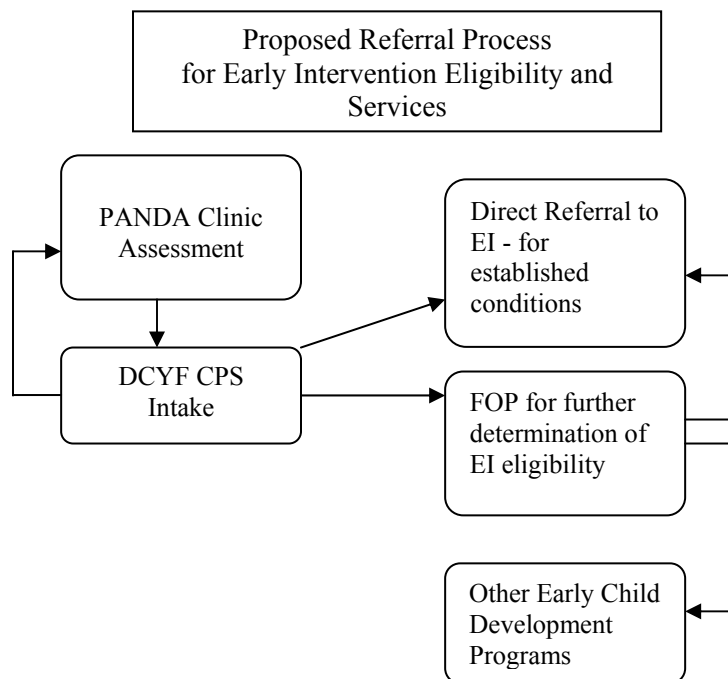 Proposed Referral Process
for Early Intervention Eligibility and
Services
PANDA Clinic
Assessment
DCYF CPS
Intake
Direct Referral to
EI - for
established
conditions
FOP for further
determination of
EI eligibility
Other Early Child
Development
Programs